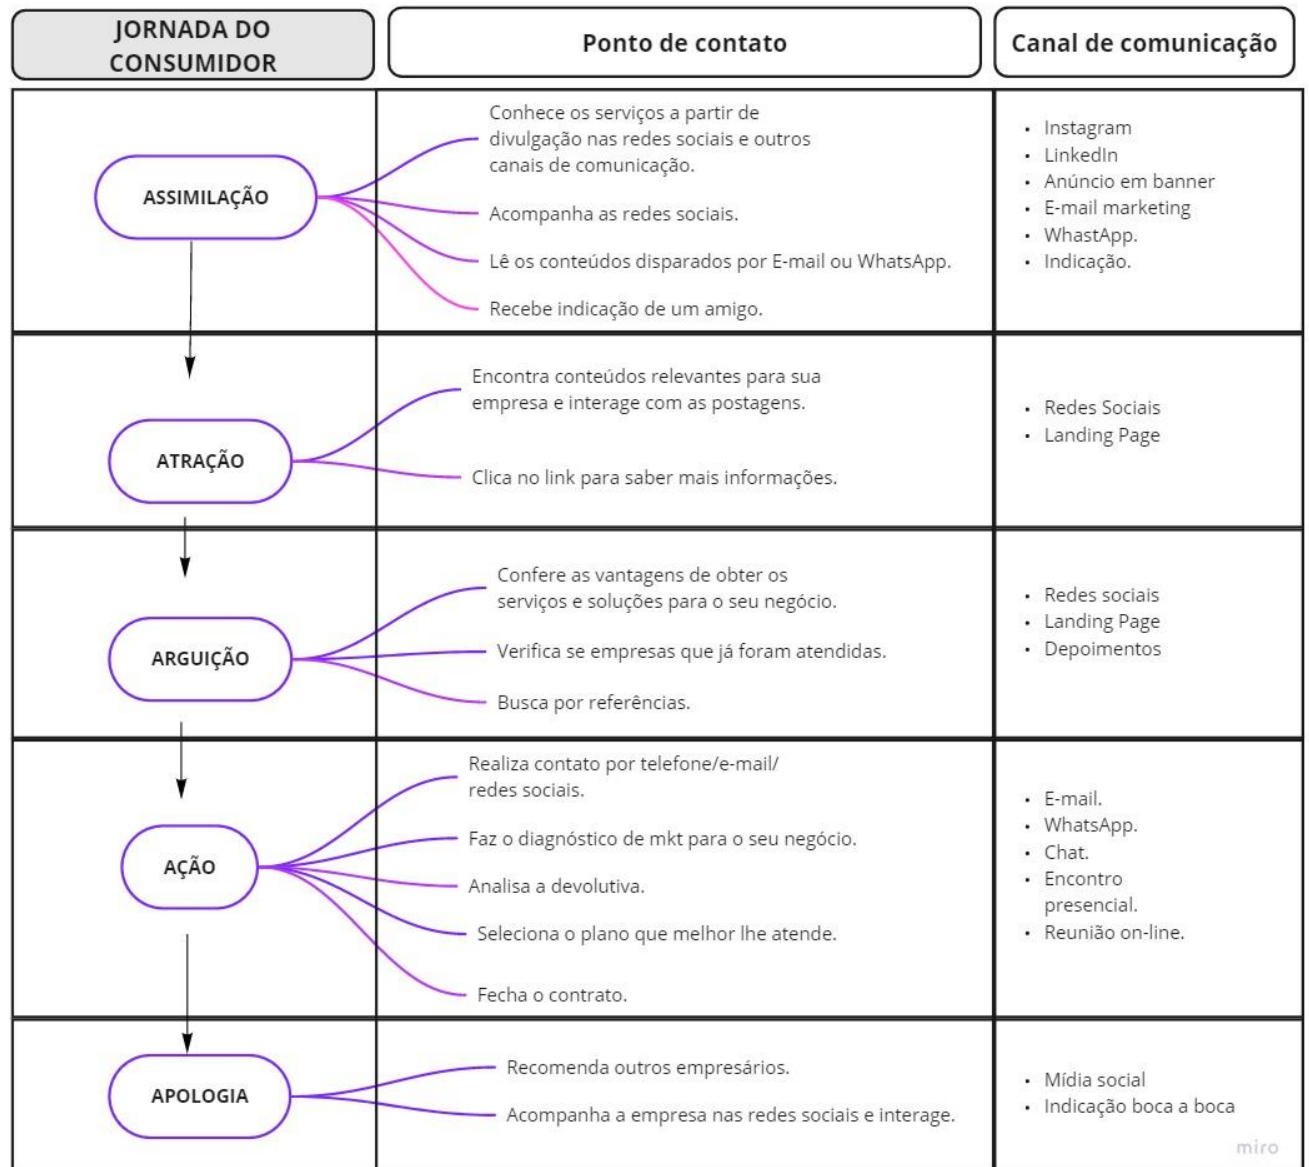 JORNADA DO
CONSUMIDOR
Ponto de contato
Canal de comunicação
ASSIMILAÇÃO
Conhece os serviços a partir de
divulgação nas redes sociais e outros
canais de comunicação.
Acompanha as redes sociais.
Lê os conteúdos disparados por E-mail ou WhatsApp.
Recebe indicação de um amigo.
• Instagram
• LinkedIn
• Anúncio em banner
• E-mail marketing
• WhastApp.
• Indicação.
ATRAÇÃO
Encontra conteúdos relevantes para sua
empresa e interage com as postagens.
Clica no link para saber mais informações.
• Redes Sociais
• Landing Page
ARGUIÇÃO
Confere as vantagens de obter os
serviços e soluções para o seu negócio.
Verifica se empresas que já foram atendidas.
Busca por referências.
• Redes sociais
• Landing Page
• Depoimentos
AÇÃO
Realiza contato por telefone/e-mail/
redes sociais.
Faz o diagnóstico de mkt para o seu negócio.
Analisa a devolutiva.
Seleciona o plano que melhor lhe atende.
Fecha o contrato.
• E-mail.
• WhatsApp.
• Chat.
• Encontro
presencial.
• Reunião on-line.
APOLOGIA
Recomenda outros empresários.
Acompanha a empresa nas redes sociais e interage.
• Mídia social
• Indicação boca a boca
miro